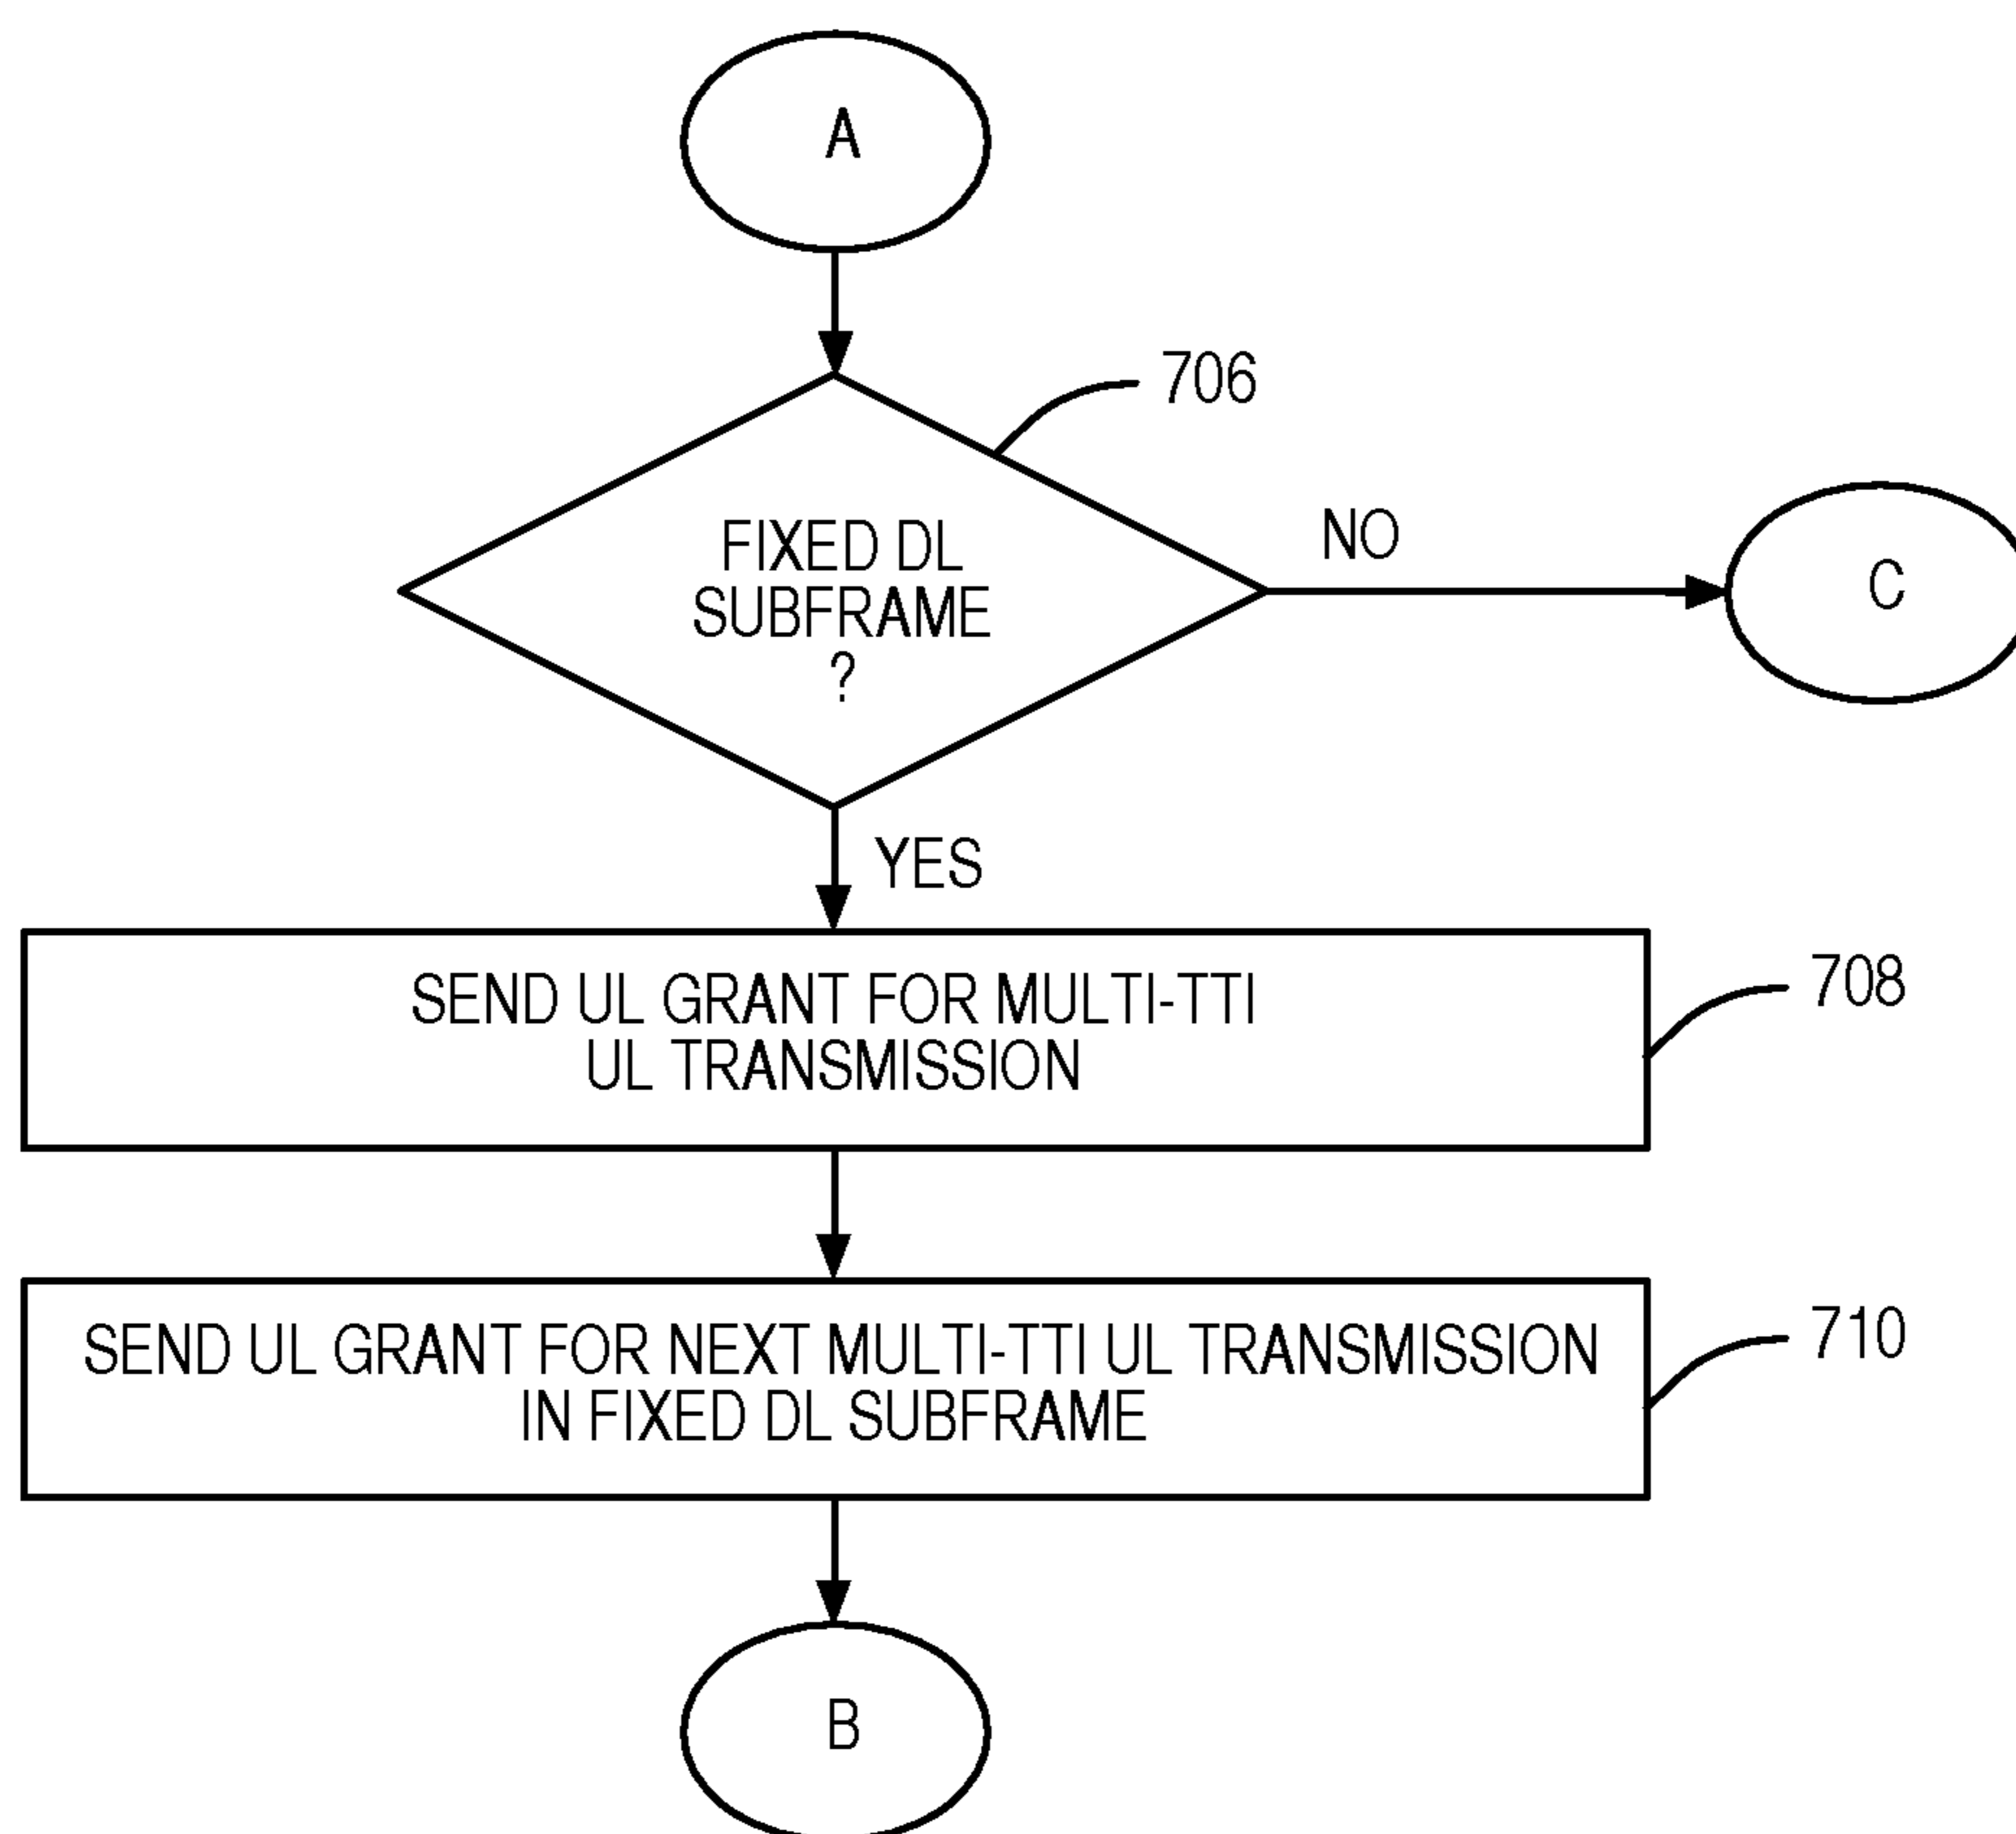 A
706
FIXED DL
SUBFRAME
?
NO
C
YES
SEND UL GRANT FOR MULTI-TTI
UL TRANSMISSION
708
SEND UL GRANT FOR NEXT MULTI-TTI UL TRANSMISSION
IN FIXED DL SUBFRAME
710
B